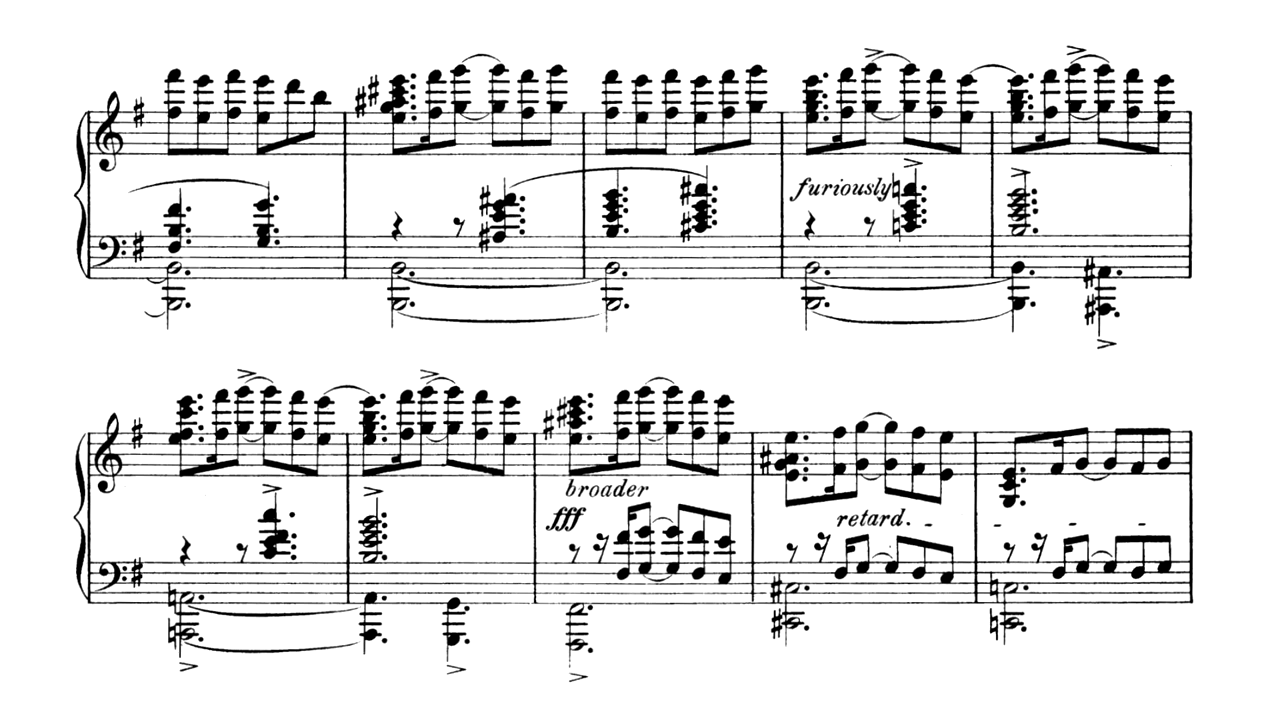 furiously
broader
fff
retard. - - - -